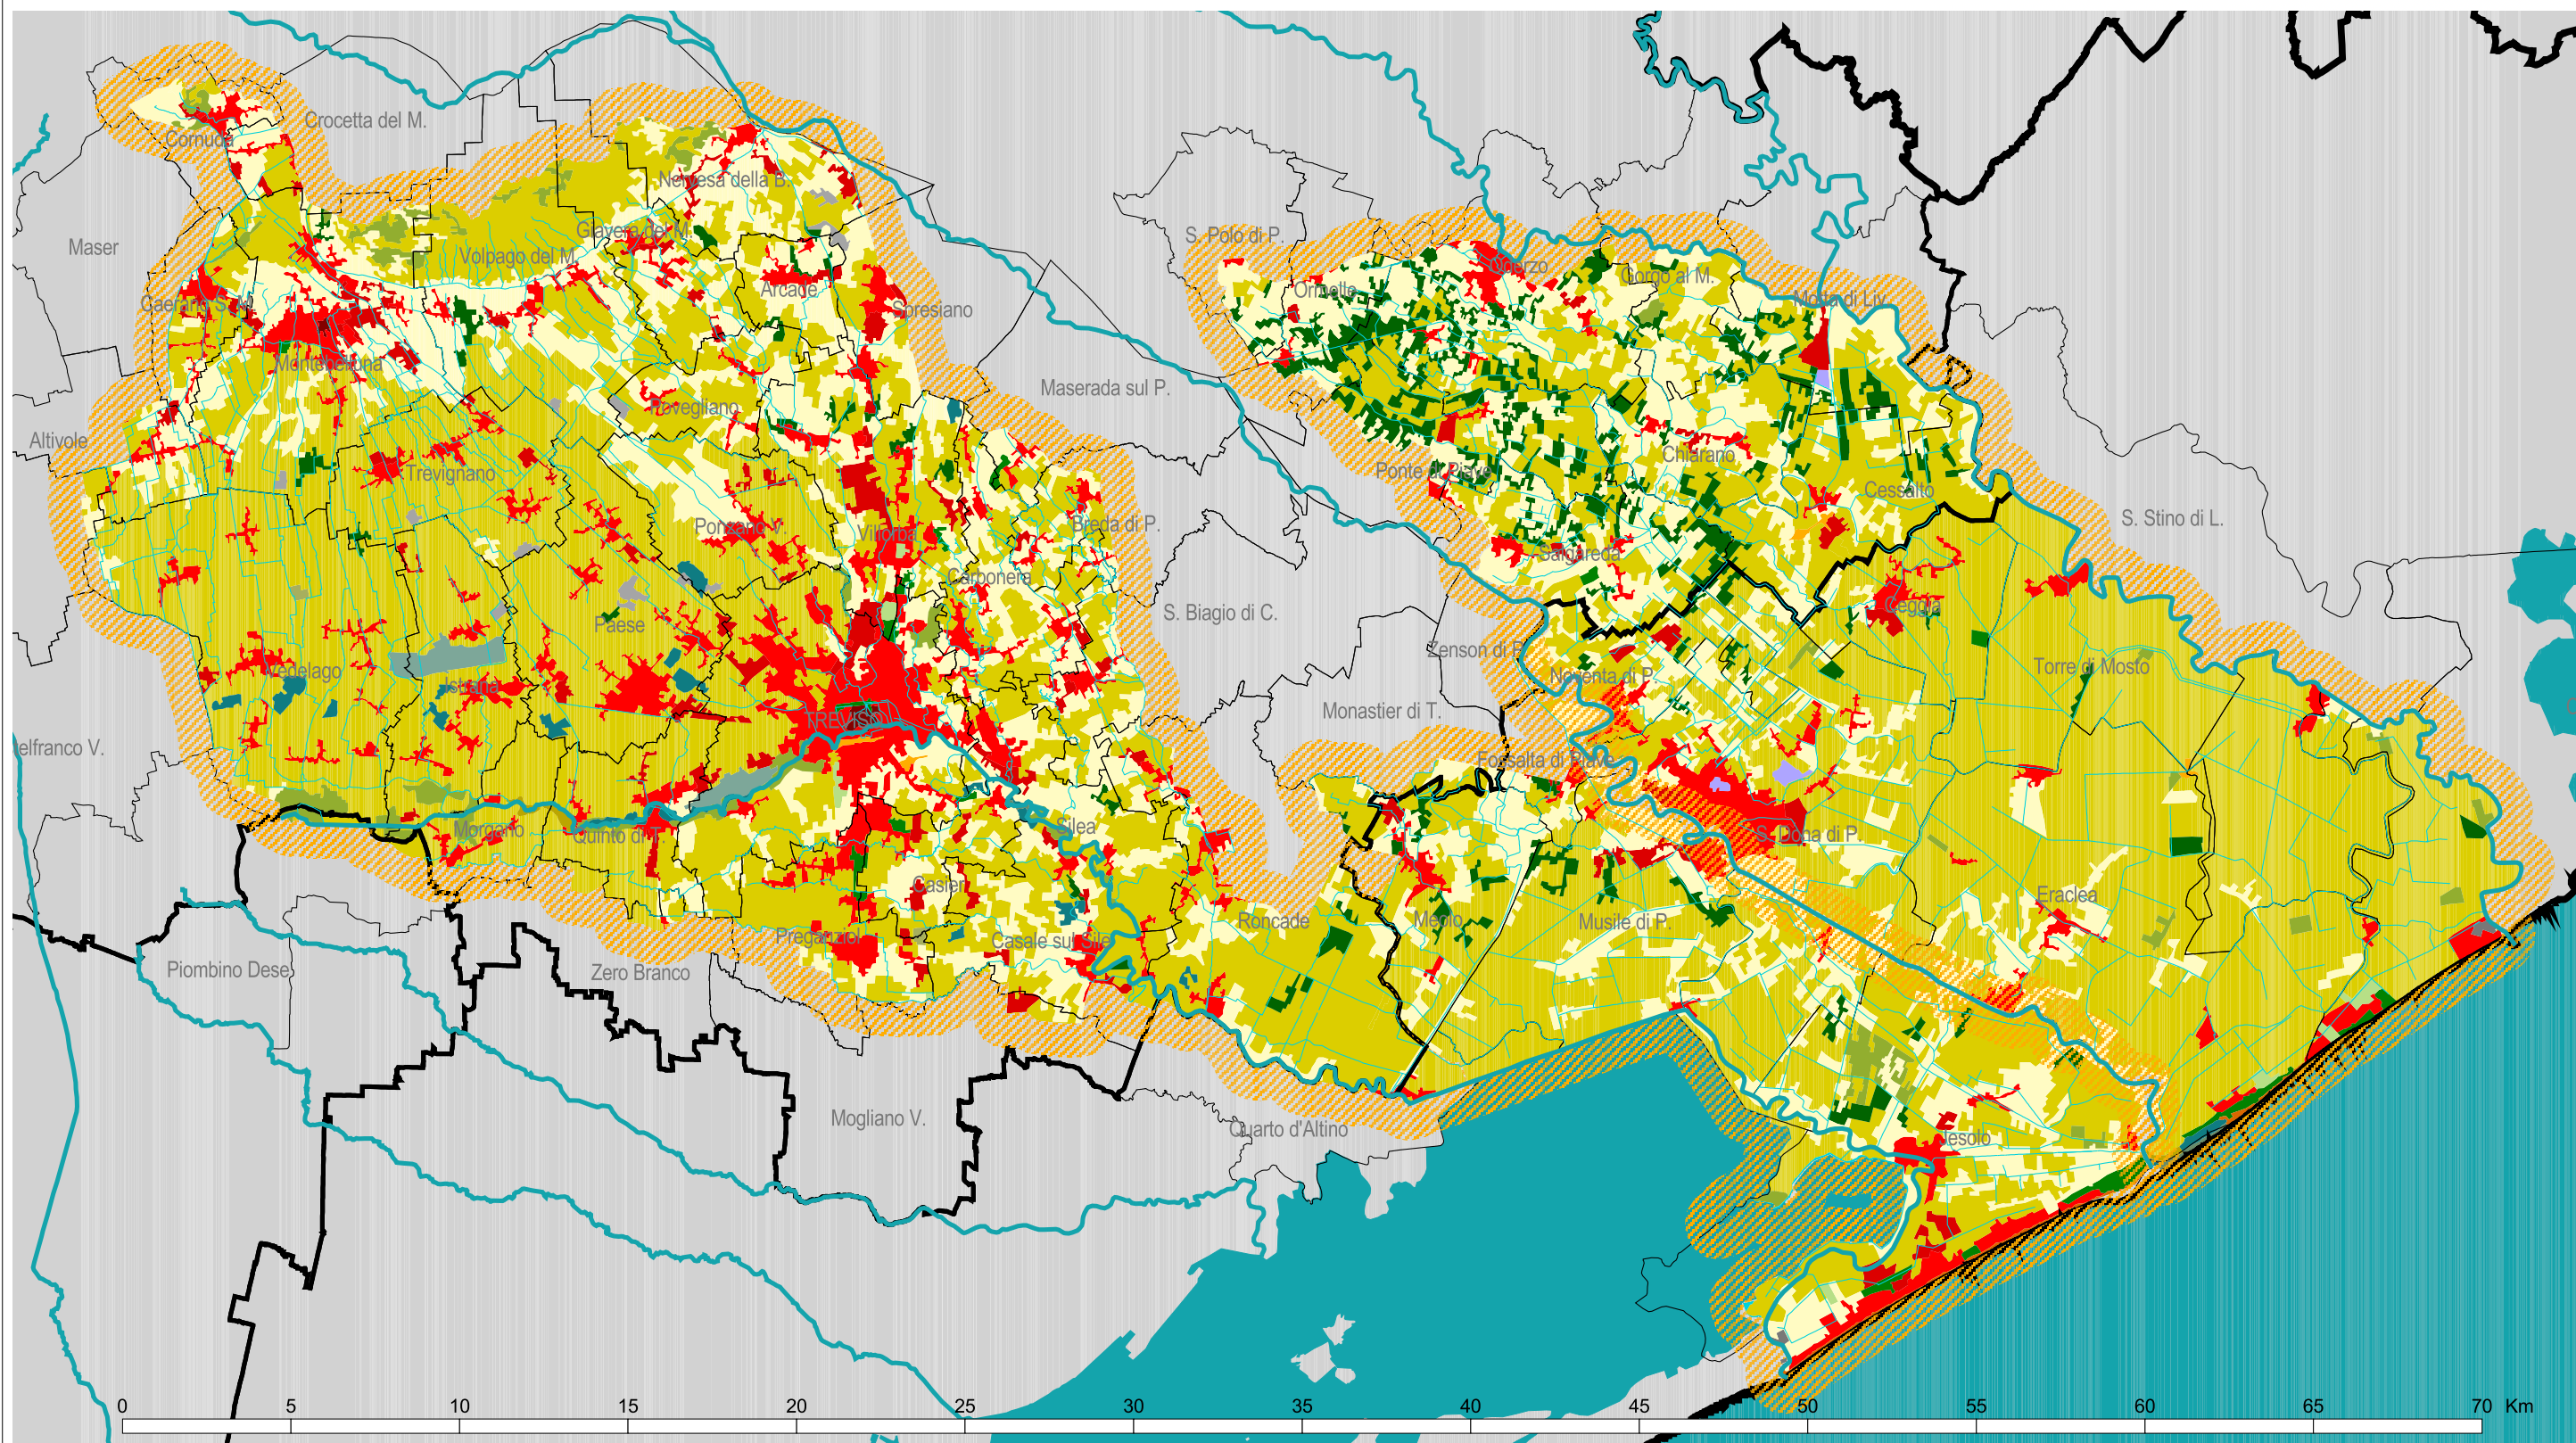 Crocetta del M.
Cornuda
Nervesa della B.
Maser
S. Polo di P.
Giavera del M.
Volpago del M.
Oderzo
Gorgo al M.
Arcade
Ormelle
Motta di Liv.
Caerano S. M.
Spresiano
Montebelluna
Maserada sul P.
Povegliano
Altivole
Chiarano
Trevignano
Ponte di Piave
Cessalto
Ponzano V.
Villorba
Breda di P.
S. Stino di L.
Salgareda
Carbonera
Ceggia
S. Biagio di C.
Paese
Zenson di P.
Torre di Mosto
Vedelago
Istrana
Noventa di P.
TREVISO
Monastier di T.
elfranco V.
Fossalta di Piave
Silea
Morgano
Quinto di T.
S. Dona di P.
Casier
Eraclea
Roncade
Meolo
Musile di P.
Preganziol
Casale sul Sile
Piombino Dese
Zero Branco
Mogliano V.
Quarto d'Altino
Jesolo
0 5 10 15 20 25 30 35 40 45 50 55 60 65 70 Km